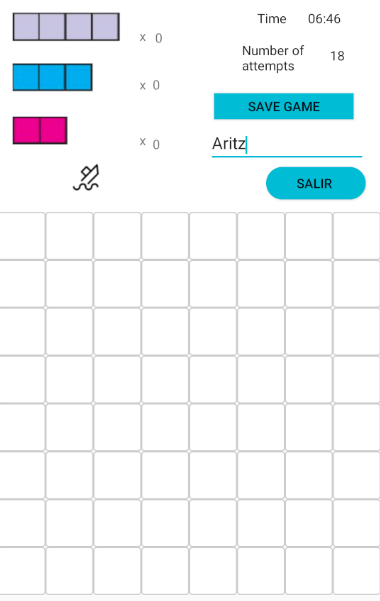 x 0
x 0
x 0
Time 06:46
Number of
attempts 18
SAVE GAME
Aritz
SALIR